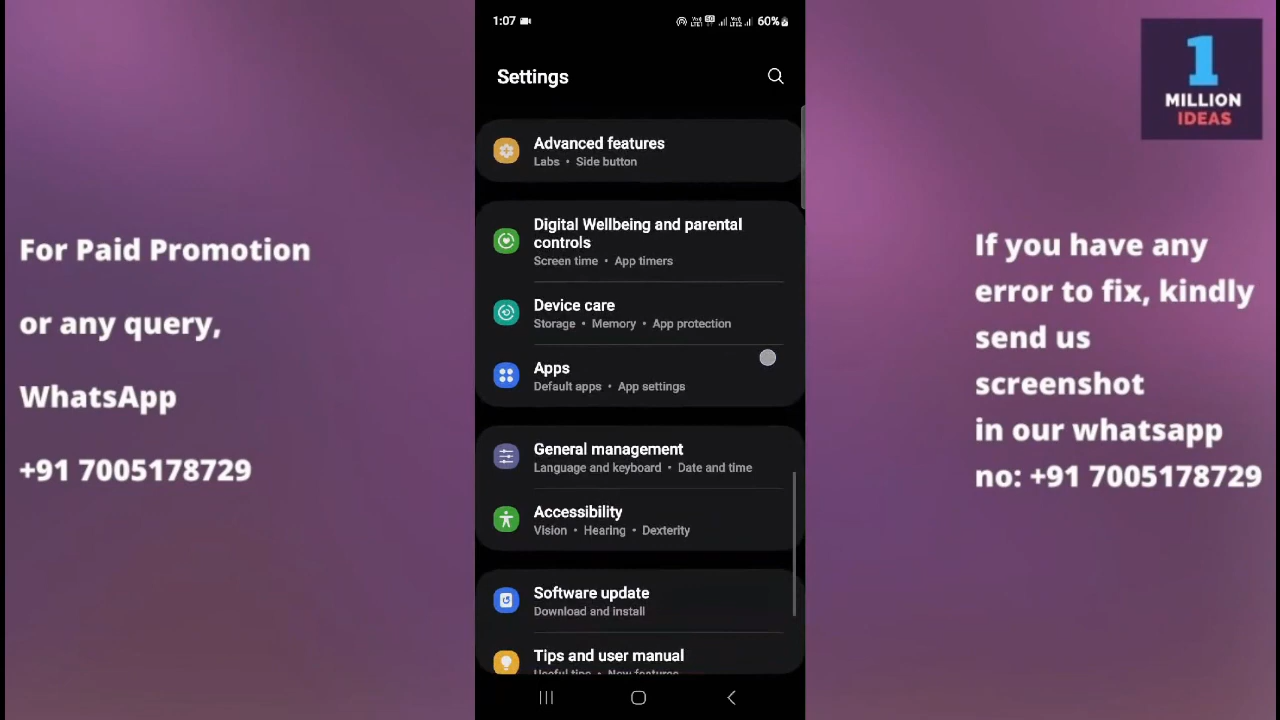 For Paid Promotion
or any query,
WhatsApp
+91 7005178729
1:07
60%
Settings
Advanced features
Labs • Side button
Digital Wellbeing and parental
controls
Screen time • App timers
Device care
Storage • Memory • App protection
Apps
Default apps • App settings
General management
Language and keyboard • Date and time
Accessibility
Vision • Hearing • Dexterity
Software update
Download and install
Tips and user manual
Useful tips • New features
1
MILLION
IDEAS
If you have any
error to fix, kindly
send us
screenshot
in our whatsapp
no: +91 7005178729